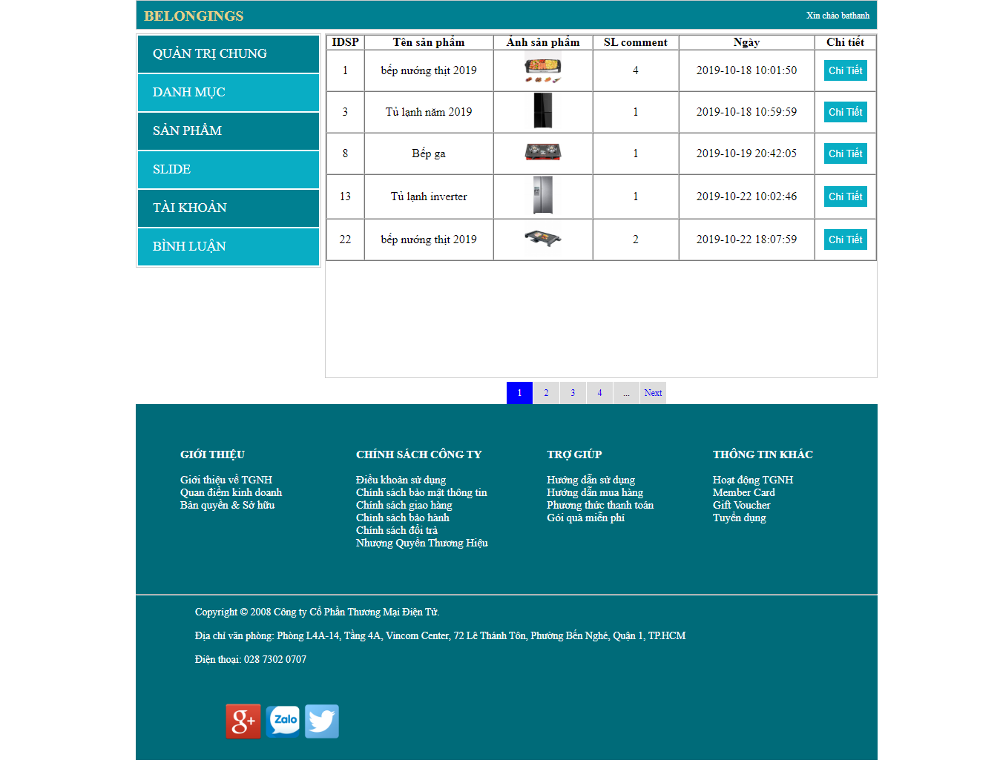 BELONGINGS
Xin chào bathanh
QUẢN TRỊ CHUNG
DANH MỤC
SẢN PHẨM
SLIDE
TÀI KHOẢN
BÌNH LUẬN
IDSP Tên sản phẩm Ảnh sản phẩm SL comment Ngày Chi tiết
1 bếp nướng thịt 2019 4 2019-10-18 10:01:50 Chi Tiết
3 Tủ lạnh năm 2019 1 2019-10-18 10:59:59 Chi Tiết
8 Bếp ga 1 2019-10-19 20:42:05 Chi Tiết
13 Tủ lạnh inverter 1 2019-10-22 10:02:46 Chi Tiết
22 bếp nướng thịt 2019 2 2019-10-22 18:07:59 Chi Tiết
1 2 3 4 ... Next
GIỚI THIỆU
Giới thiệu về TGNH
Quan điểm kinh doanh
Bản quyền & Sở hữu
CHÍNH SÁCH CÔNG TY
Điều khoản sử dụng
Chính sách bảo mật thông tin
Chính sách giao hàng
Chính sách bảo hành
Chính sách đổi trả
Nhượng Quyền Thương Hiệu
TRỢ GIÚP
Hướng dẫn sử dụng
Hướng dẫn mua hàng
Phương thức thanh toán
Gói quà miễn phí
THÔNG TIN KHÁC
Hoạt động TGNH
Member Card
Gift Voucher
Tuyển dụng
Copyright © 2008 Công ty Cổ Phần Thương Mại Điện Tử.
Địa chỉ văn phòng: Phòng L4A-14, Tầng 4A, Vincom Center, 72 Lê Thánh Tôn, Phường Bến Nghé, Quận 1, TP.HCM
Điện thoại: 028 7302 0707
g+ Zalo